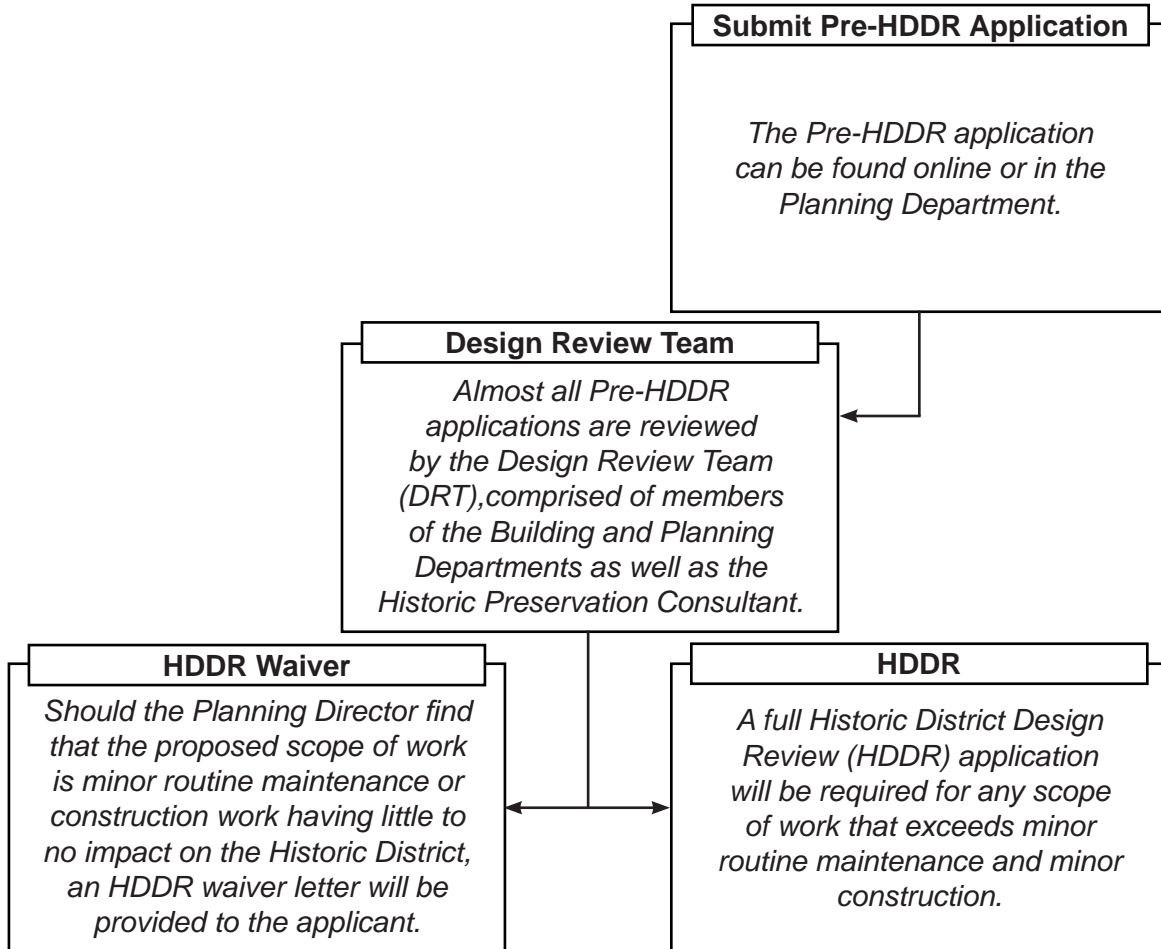 Submit Pre-HDDR Application
The Pre-HDDR application
can be found online or in the
Planning Department.
Design Review Team
Almost all Pre-HDDR
applications are reviewed
by the Design Review Team
(DRT),comprised of members
of the Building and Planning
Departments as well as the
Historic Preservation Consultant.
HDDR Waiver
Should the Planning Director find
that the proposed scope of work
is minor routine maintenance or
construction work having little to
no impact on the Historic District,
an HDDR waiver letter will be
provided to the applicant.
HDDR
A full Historic District Design
Review (HDDR) application
will be required for any scope
of work that exceeds minor
routine maintenance and minor
construction.